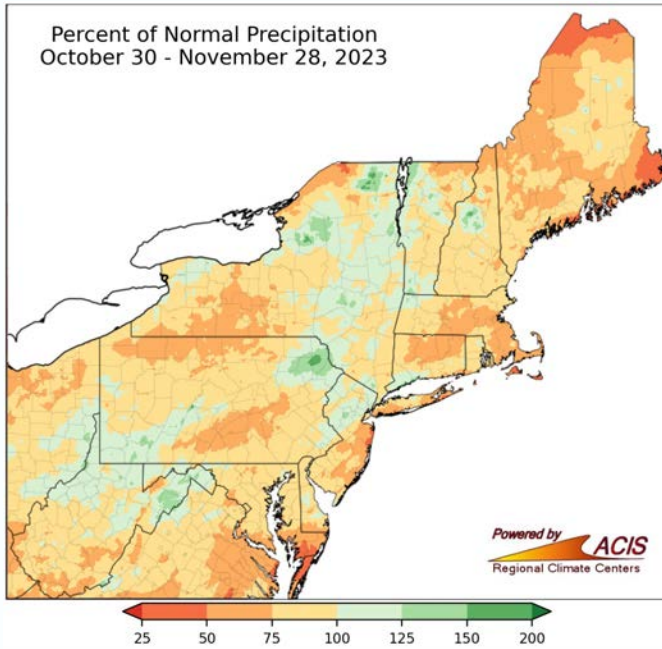 Percent of Normal Precipitation
October 30 - November 28, 2023
Powered by
ACIS
Regional Climate Centers
25 50 75 100 125 150 200